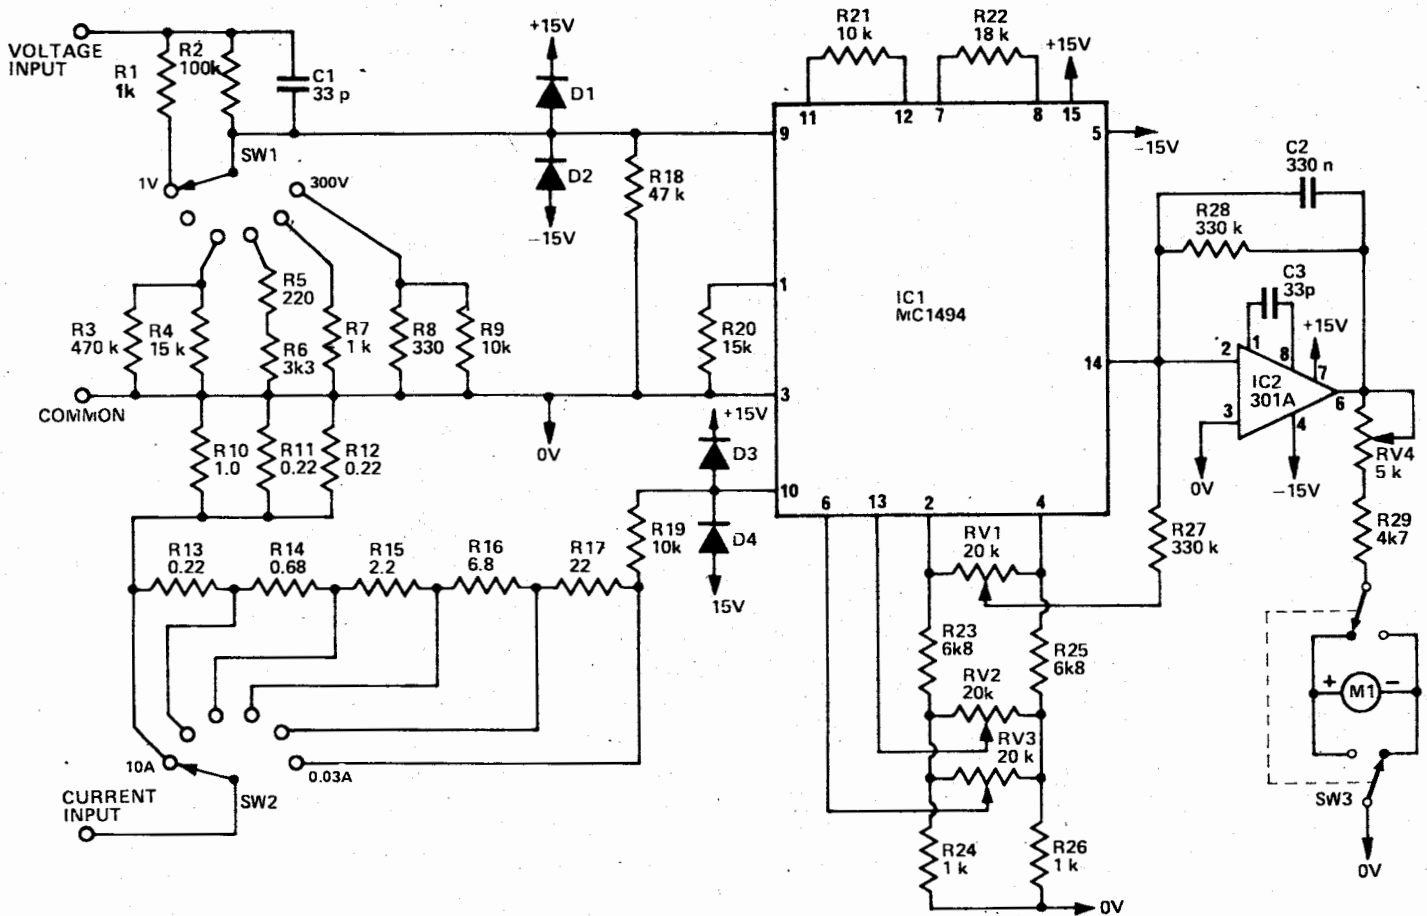 VOLTAGE
INPUT
R1
1k
R2
100k
C1
33 p
+15V
D1
D2
–15V
SW1
1V
300V
R18
47 k
R3
470 k
R4
15 k
R5
220
R6
3k3
R7
1 k
R8
330
R9
10k
R20
15k
COMMON
0V
R10
1.0
R11
0.22
R12
0.22
+15V
D3
D4
15V
R19
10k
R13
0.22
R14
0.68
R15
2.2
R16
6.8
R17
22
10A
0.03A
SW2
CURRENT
INPUT
R21
10 k
R22
18 k
+15V
11
12
7
8
15
9
5
–15V
1
IC1
MC1494
3
14
10
6
13
2
4
RV1
20 k
R23
6k8
R25
6k8
RV2
20k
RV3
20 k
R24
1 k
R26
1 k
0V
R27
330 k
C2
330 n
R28
330 k
C3
33p
+15V
2
1
8
7
IC2
301A
3
4
6
0V
–15V
RV4
5 k
R29
4k7
+
M1
–
SW3
0V